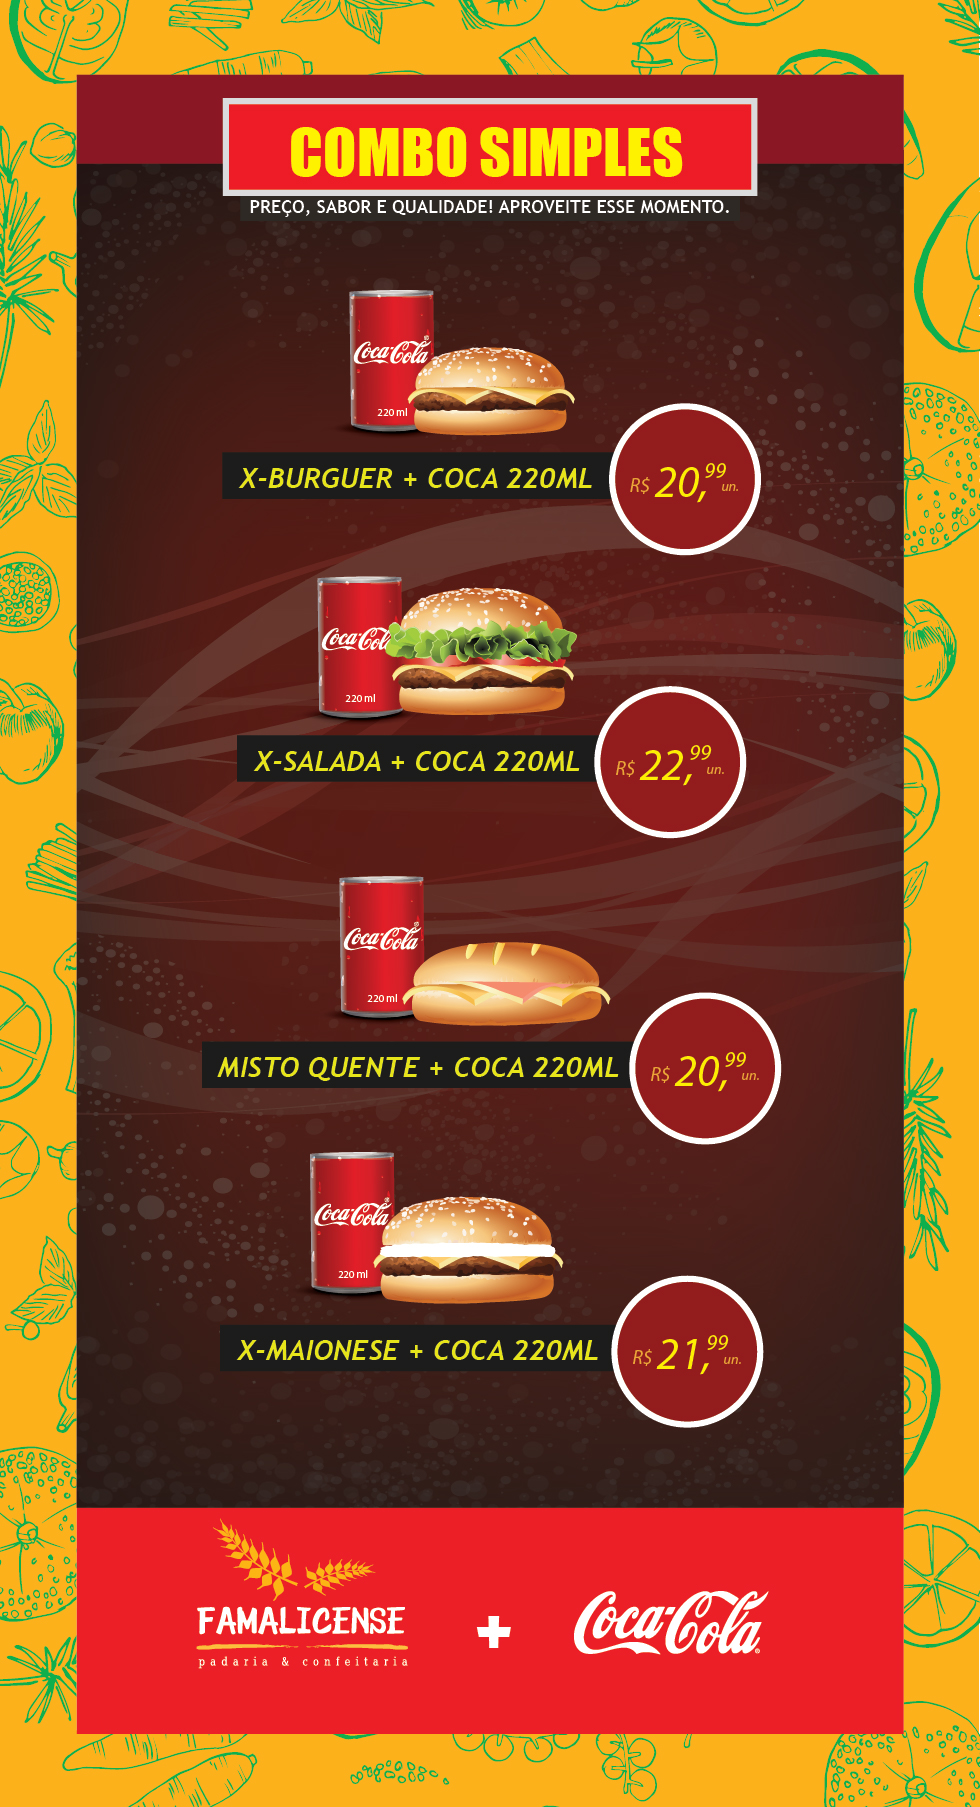 COMBO SIMPLES
PREÇO, SABOR E QUALIDADE! APROVEITE ESSE MOMENTO.
Coca-Cola®
220 ml
X-BURGUER + COCA 220ML
R$ 20,99 un.
Coca-Col
220 ml
X-SALADA + COCA 220ML
R$ 22,99 un.
Coca-Cola®
220 ml
MISTO QUENTE + COCA 220ML
R$ 20,99 un.
Coca-Cola®
220 ml
X-MAIONESE + COCA 220ML
R$ 21,99 un.
FAMALICENSE
padaria & confeitaria
+
Coca-Cola®